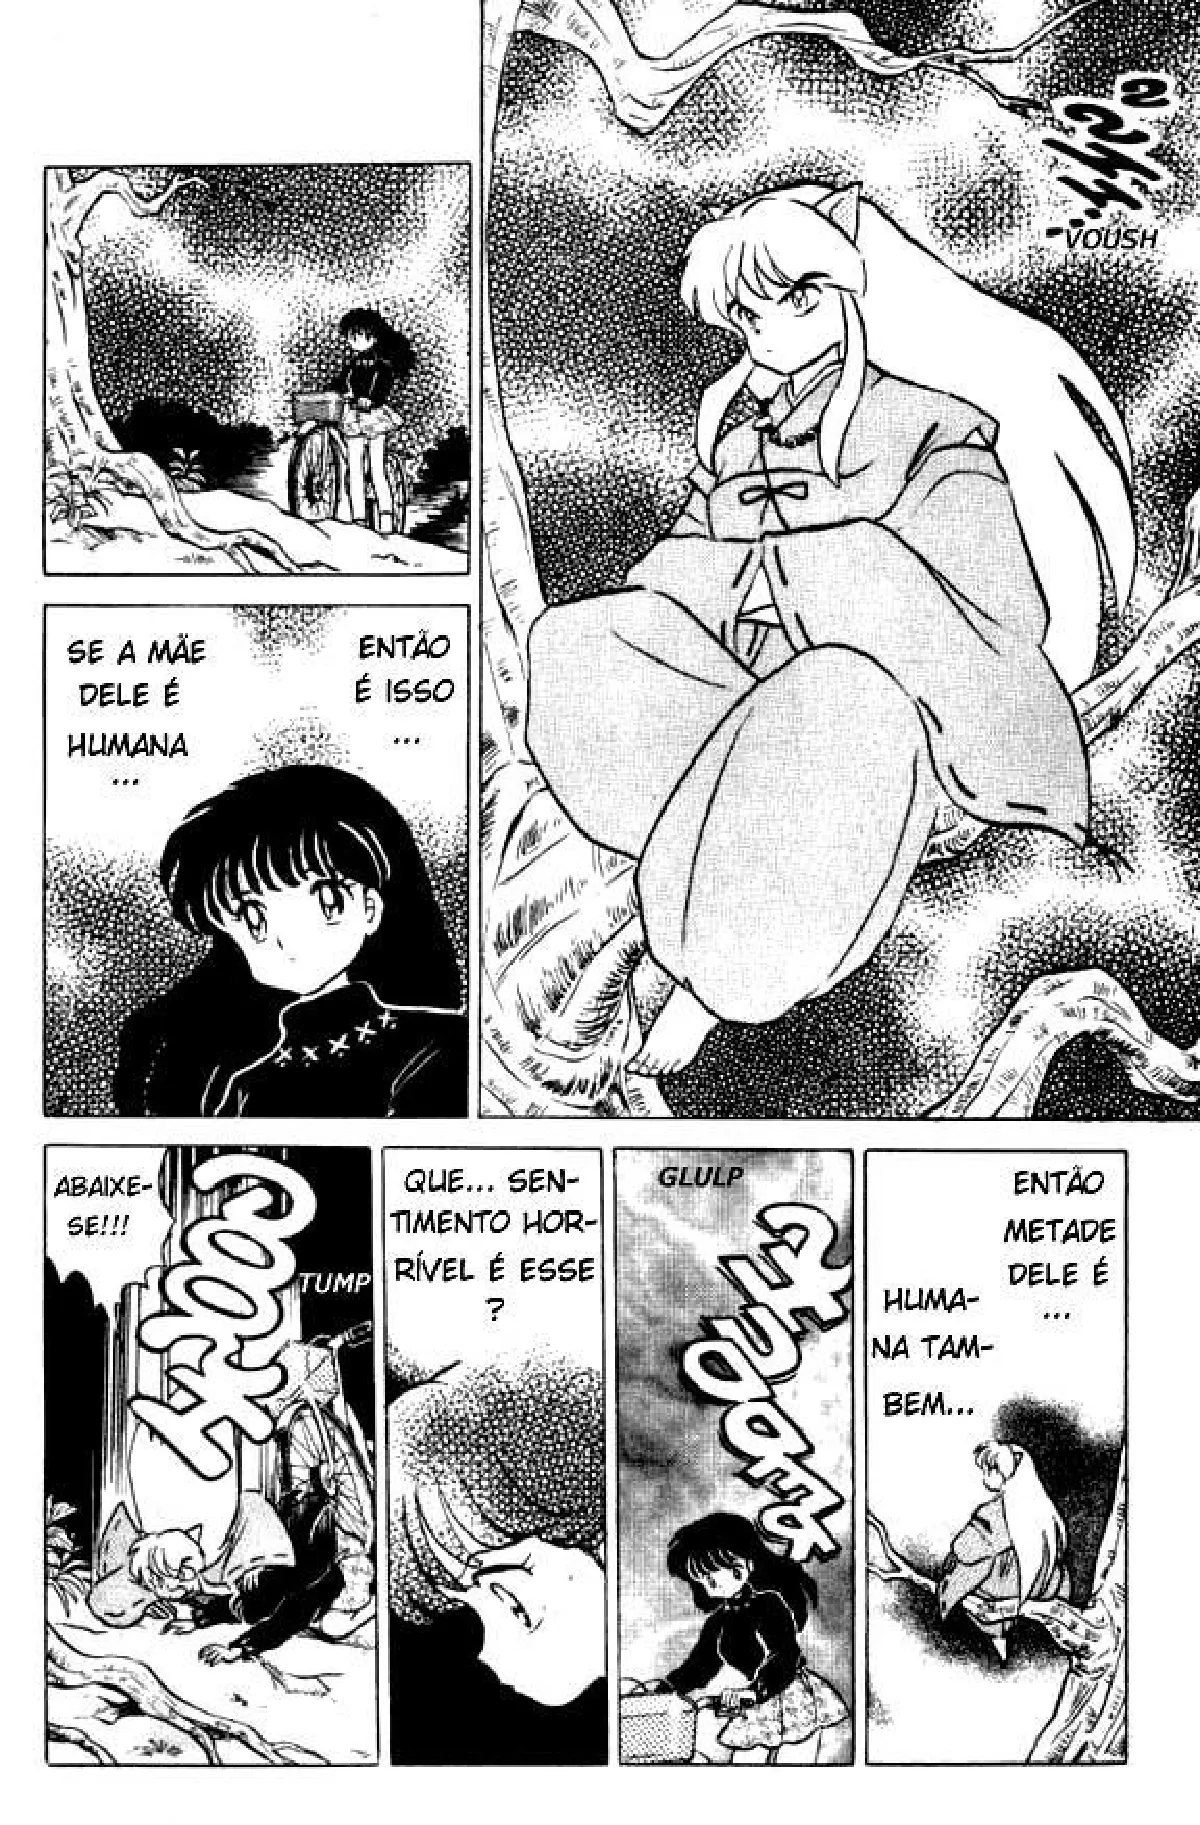 VOUSH
ENTÃO
É ISSO
...
SE A MÃE
DELE É
HUMANA
...
ENTÃO
METADE
DELE É
...
HUMA-
NA TAM-
BEM...
GLULP
QUE... SEN-
TIMENTO HOR-
RÍVEL É ESSE
?
ABAIXE-
SE!!!
TUMP